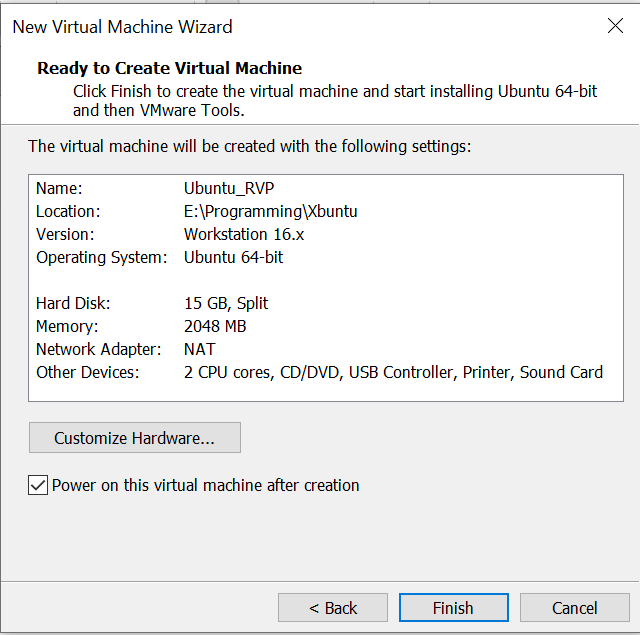 New Virtual Machine Wizard
Ready to Create Virtual Machine
Click Finish to create the virtual machine and start installing Ubuntu 64-bit
and then VMware Tools.
The virtual machine will be created with the following settings:
Name: Ubuntu_RVP
Location: E:\Programming\Xbuntu
Version: Workstation 16.x
Operating System: Ubuntu 64-bit
Hard Disk: 15 GB, Split
Memory: 2048 MB
Network Adapter: NAT
Other Devices: 2 CPU cores, CD/DVD, USB Controller, Printer, Sound Card
Customize Hardware...
Power on this virtual machine after creation
< Back Finish Cancel